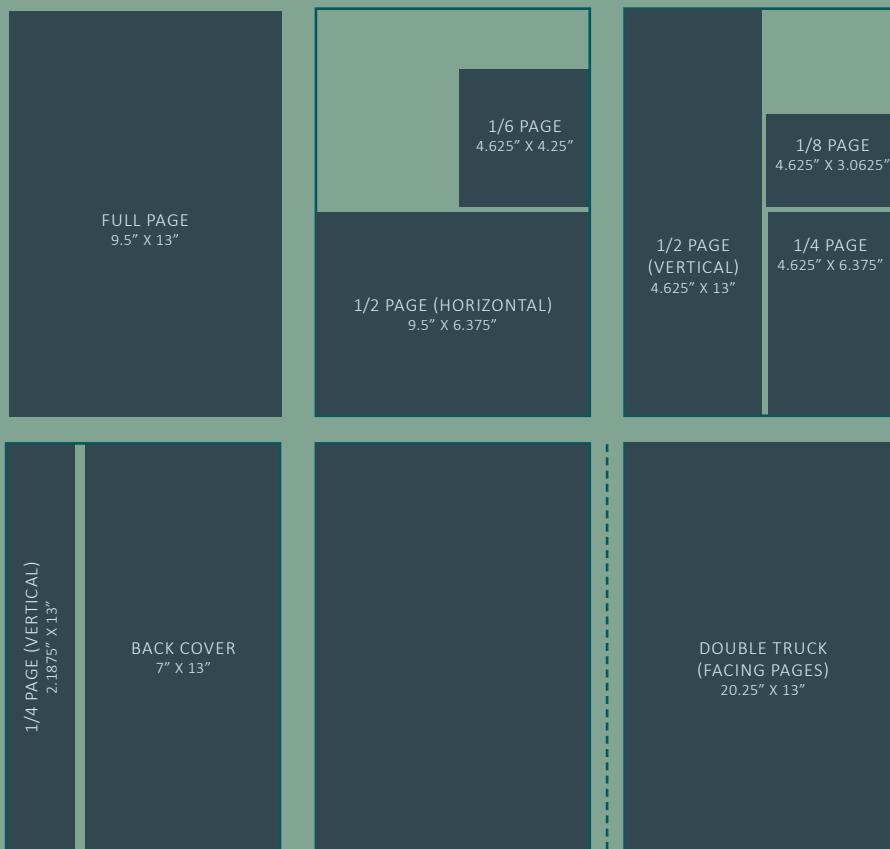 FULL PAGE
9.5” X 13”
1/6 PAGE
4.625” X 4.25”
1/2 PAGE (HORIZONTAL)
9.5” X 6.375”
1/2 PAGE
(VERTICAL)
4.625” X 13”
1/8 PAGE
4.625” X 3.0625”
1/4 PAGE
4.625” X 6.375”
1/4 PAGE (VERTICAL)
2.1875” X 13”
BACK COVER
7” X 13”
DOUBLE TRUCK
(FACING PAGES)
20.25” X 13”